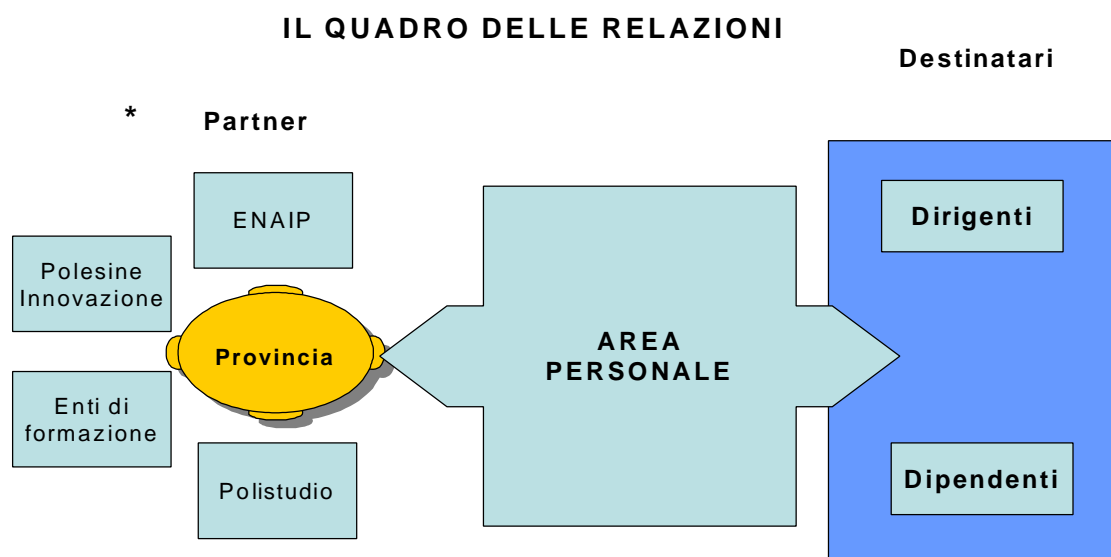 IL QUADRO DELLE RELAZIONI
Destinatari
* Partner
ENAIP
Dirigenti
Polesine
Innovazione
Provincia
AREA
PERSONALE
Enti di
formazione
Polistudio
Dipendenti